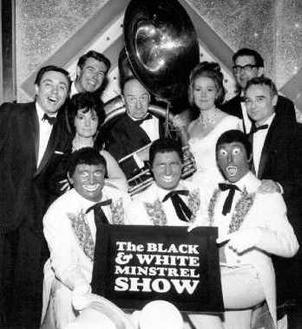 The BLACK
& WHITE
MINSTREL
SHOW